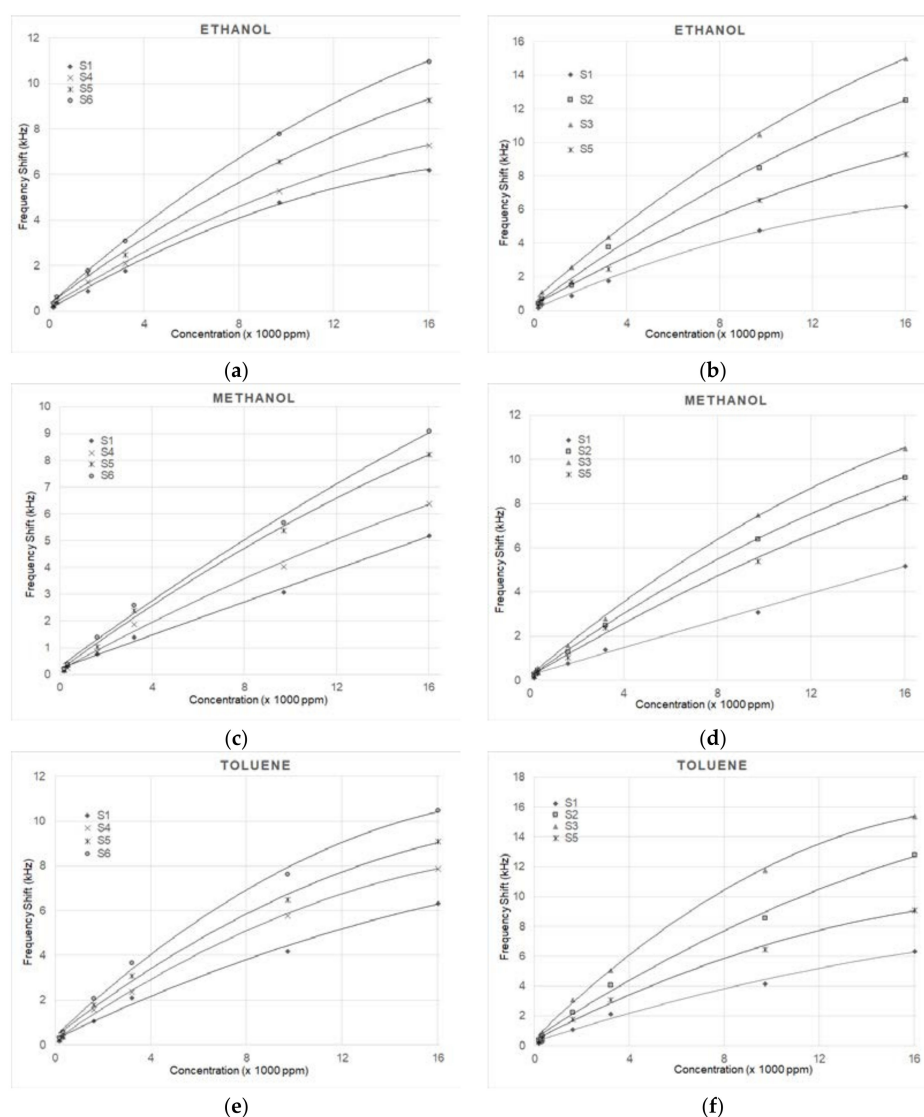 ETHANOL
12
10
8
6
4
2
0
Frequency Shift (kHz)
S1
S4
S5
S6
0
4
8
12
16
Concentration (x 1000 ppm)
(a)
ETHANOL
16
14
12
10
8
6
4
2
0
Frequency Shift (kHz)
S1
S2
S3
S5
0
4
8
12
16
Concentration (x 1000 ppm)
(b)
METHANOL
10
9
8
7
6
5
4
3
2
1
0
Frequency Shift (kHz)
S1
S4
S5
S6
0
4
8
12
16
Concentration (x 1000 ppm)
(c)
METHANOL
12
10
8
6
4
2
0
Frequency Shift (kHz)
S1
S2
S3
S5
0
4
8
12
16
Concentration (x 1000 ppm)
(d)
TOLUENE
12
10
8
6
4
2
0
Frequency Shift (kHz)
S1
S4
S5
S6
0
4
8
12
16
Concentration (x 1000 ppm)
(e)
TOLUENE
18
16
14
12
10
8
6
4
2
0
Frequency Shift (kHz)
S1
S2
S3
S5
0
4
8
12
16
Concentration (x 1000 ppm)
(f)